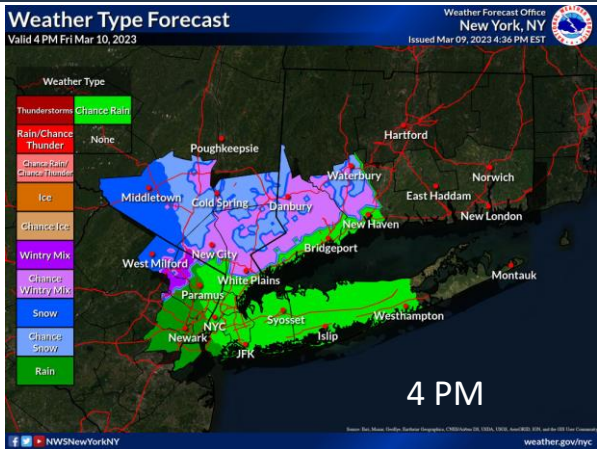 Weather Type Forecast
Valid 4 PM Fri Mar 10, 2023
Weather Forecast Office
New York, NY
Issued Mar 09, 2023 4:36 PM EST
Weather Type
Thunderstorms
Chance Rain
Rain/Chance
Thunder
None
Chance Rain/
Chance Thunder
Ice
Chance Ice
Wintry Mix
Chance
Wintry Mix
Snow
Chance
Snow
Rain
Hartford
Poughkeepsie
Waterbury
Norwich
Middletown
Cold Spring
Danbury
East Haddam
New London
New Haven
New City
Bridgeport
West Milford
White Plains
Montakuk
Paramus
NYC
Syosset
Westhampton
Newark
Islip
JFK
4 PM
NWSNewYorkNY
weather.gov/nyc